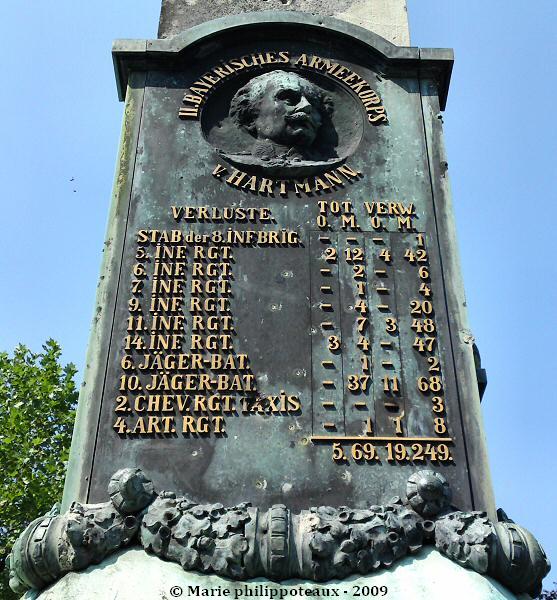 II. BAYERISCHES ARMEEKORPS
v. HARTMANN.
VERLUSTE. TOT. VERW.
O. M. O. M.
STAB der 8. INF BRIG. – – – 1
5. INF RGT. 2 12 4 42
6. INF RGT. – 2 – 6
7. INF RGT. – 1 – 4
9. INF RGT. – 4 – 20
11. INF RGT. – 7 3 48
14. INF RGT. 3 4 – 47
6. JÄGER-BAT. – 1 – 2
10. JÄGER-BAT. – 37 11 68
2. CHEV. RGT. TAXIS – – – 3
4. ART. RGT. – 1 1 8
5. 69. 19. 249.
© Marie philippoteaux - 2009